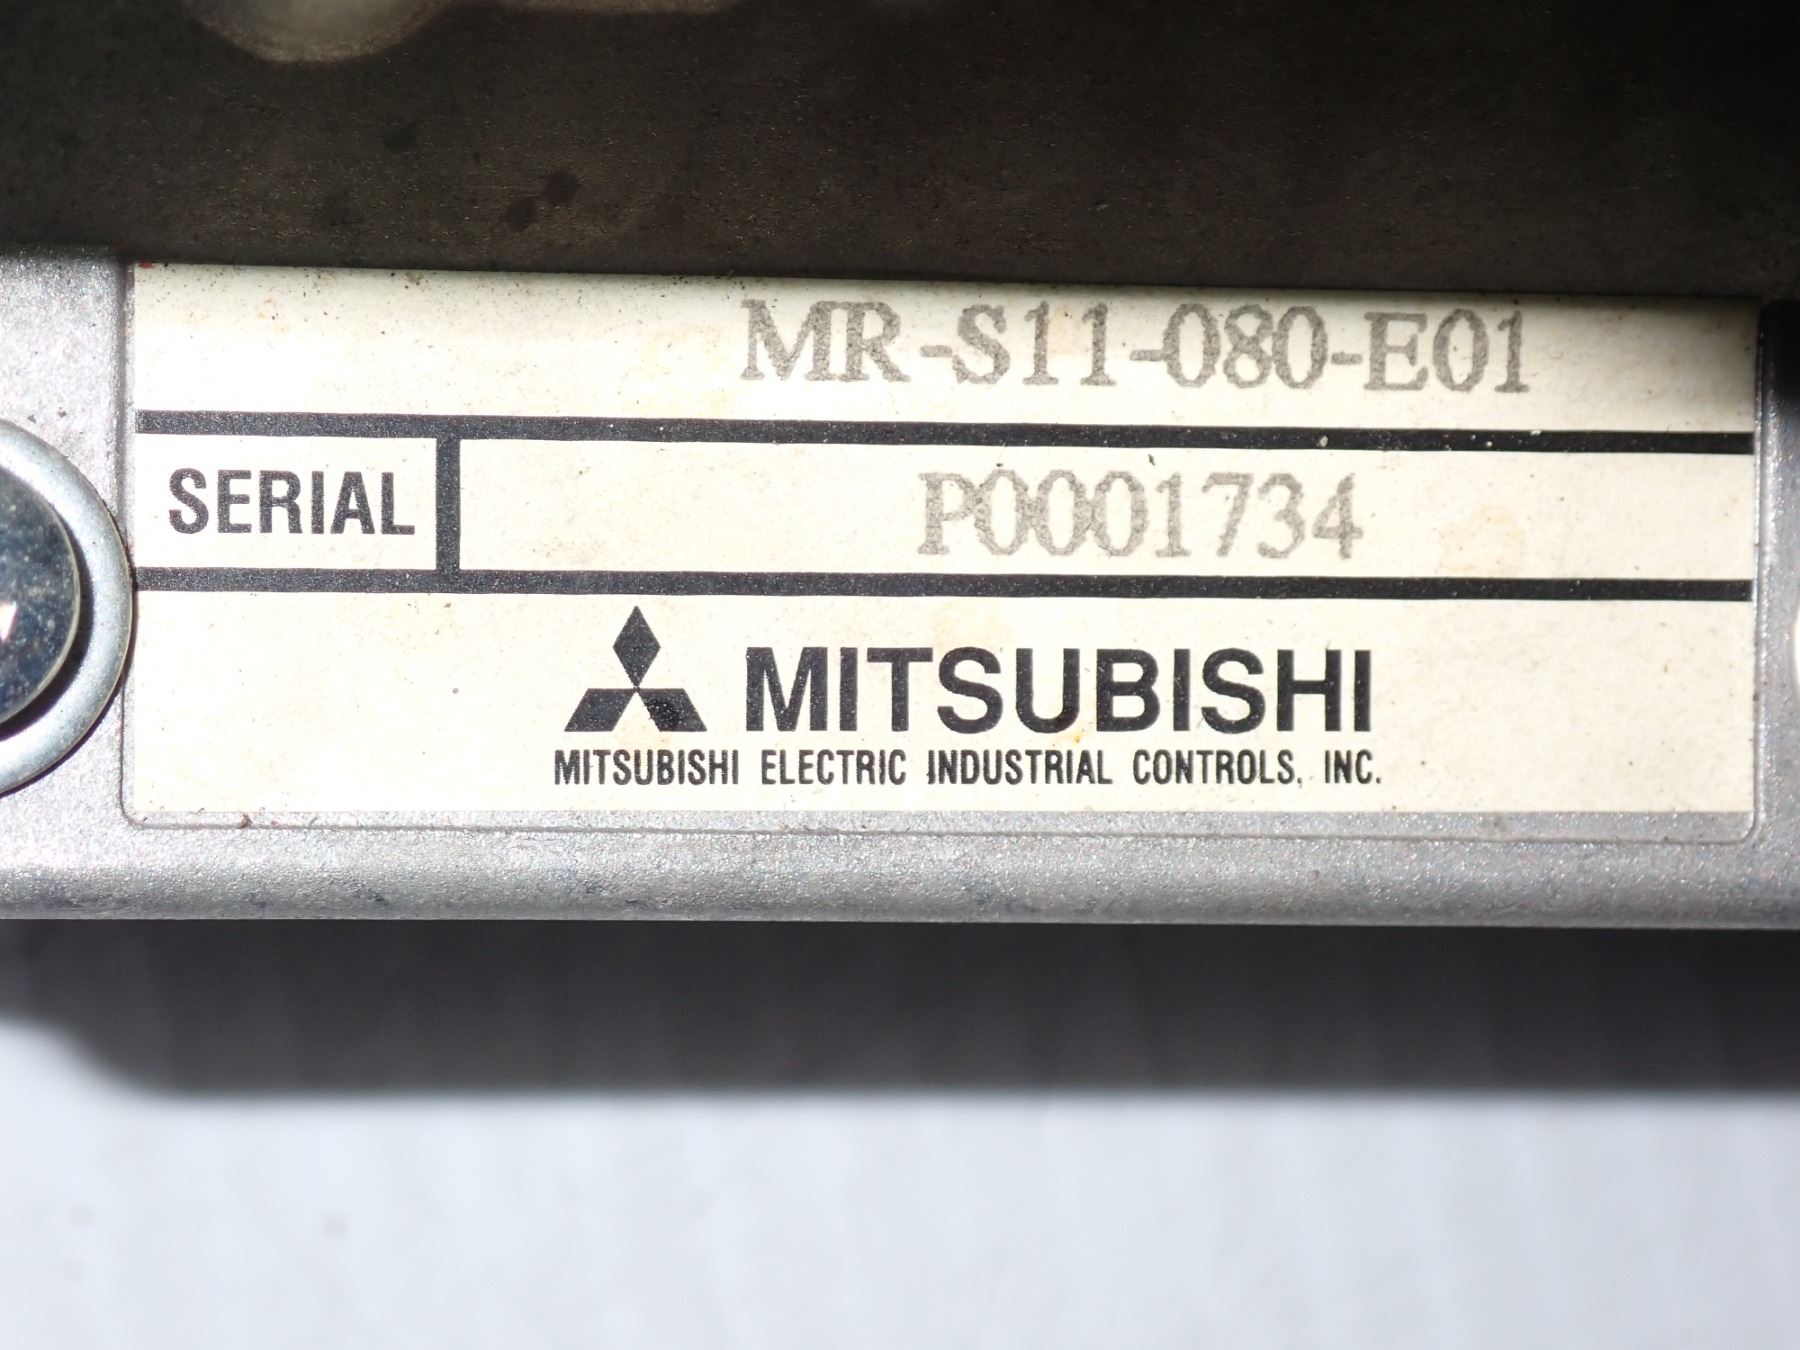 MR-S11-080-E01
SERIAL P0001734
MITSUBISHI
MITSUBISHI ELECTRIC INDUSTRIAL CONTROLS, INC.